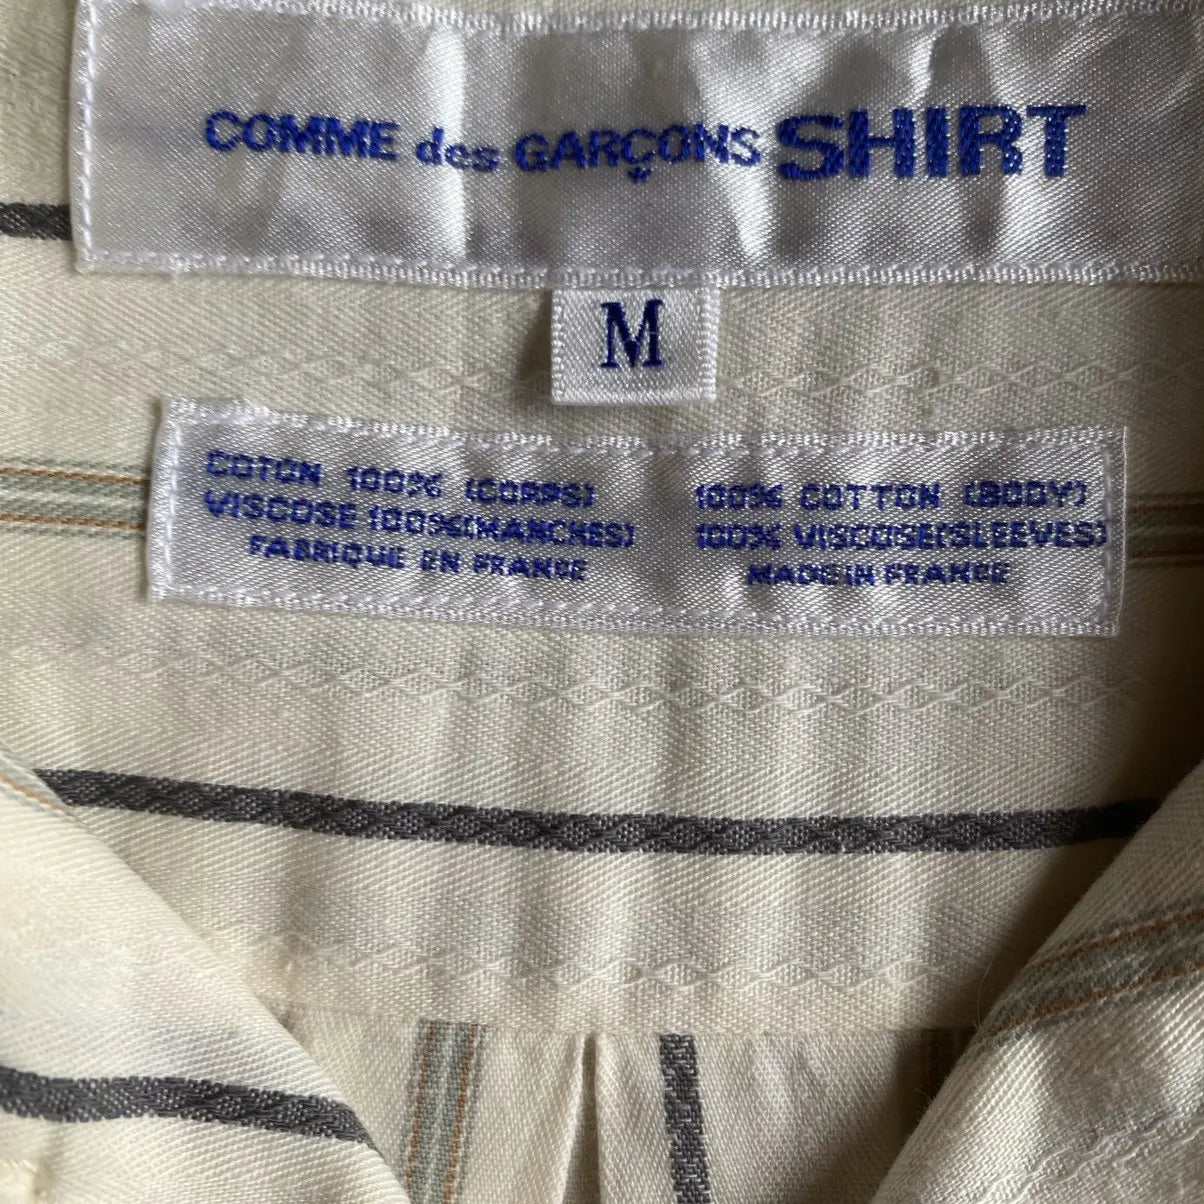 COMME des GARÇONS SHIRT
M
COTON 100% (CORPS)
VISCOSE 100%(MANCHES)
FABRIQUE EN FRANCE
100% COTTON (BODY)
100% VISCOSE(SLEEVES)
MADE IN FRANCE